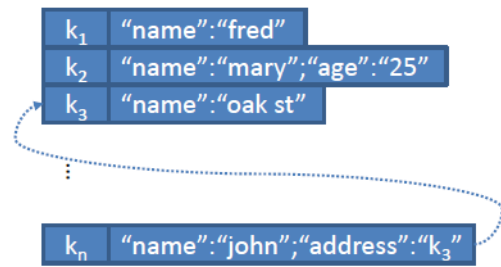 k₁ “name”:“fred”
k₂ “name”:“mary”;“age”:“25”
k₃ “name”:“oak st”
⋮
kₙ “name”:“john”;“address”:“k₃”